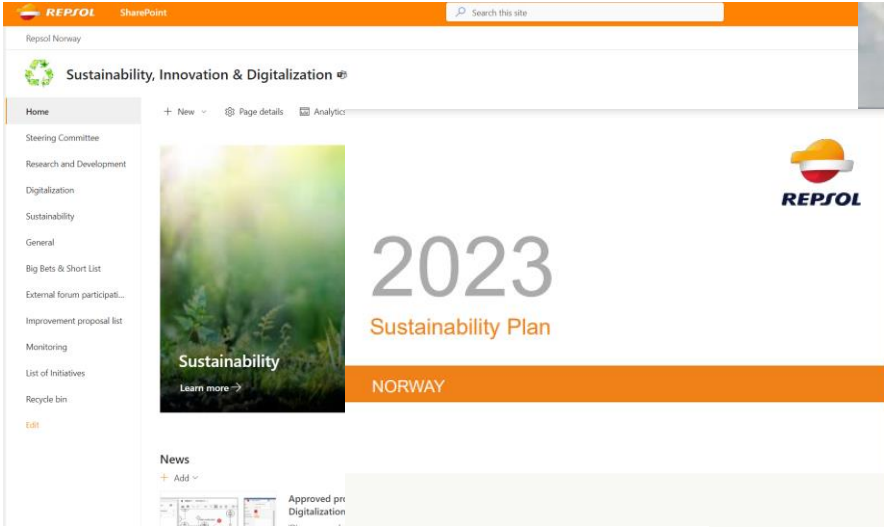 REPSOL SharePoint
Search this site
Repsol Norway
Sustainability, Innovation & Digitalization
Home
Steering Committee
Research and Development
Digitalization
Sustainability
General
Big Bets & Short List
External forum participati...
Improvement proposal list
Monitoring
List of Initiatives
Recycle bin
Edit
+ New
Page details
Analytics
Sustainability
Learn more →
News
+ Add
Approved pro
Digitalization
REPSOL
2023
Sustainability Plan
NORWAY